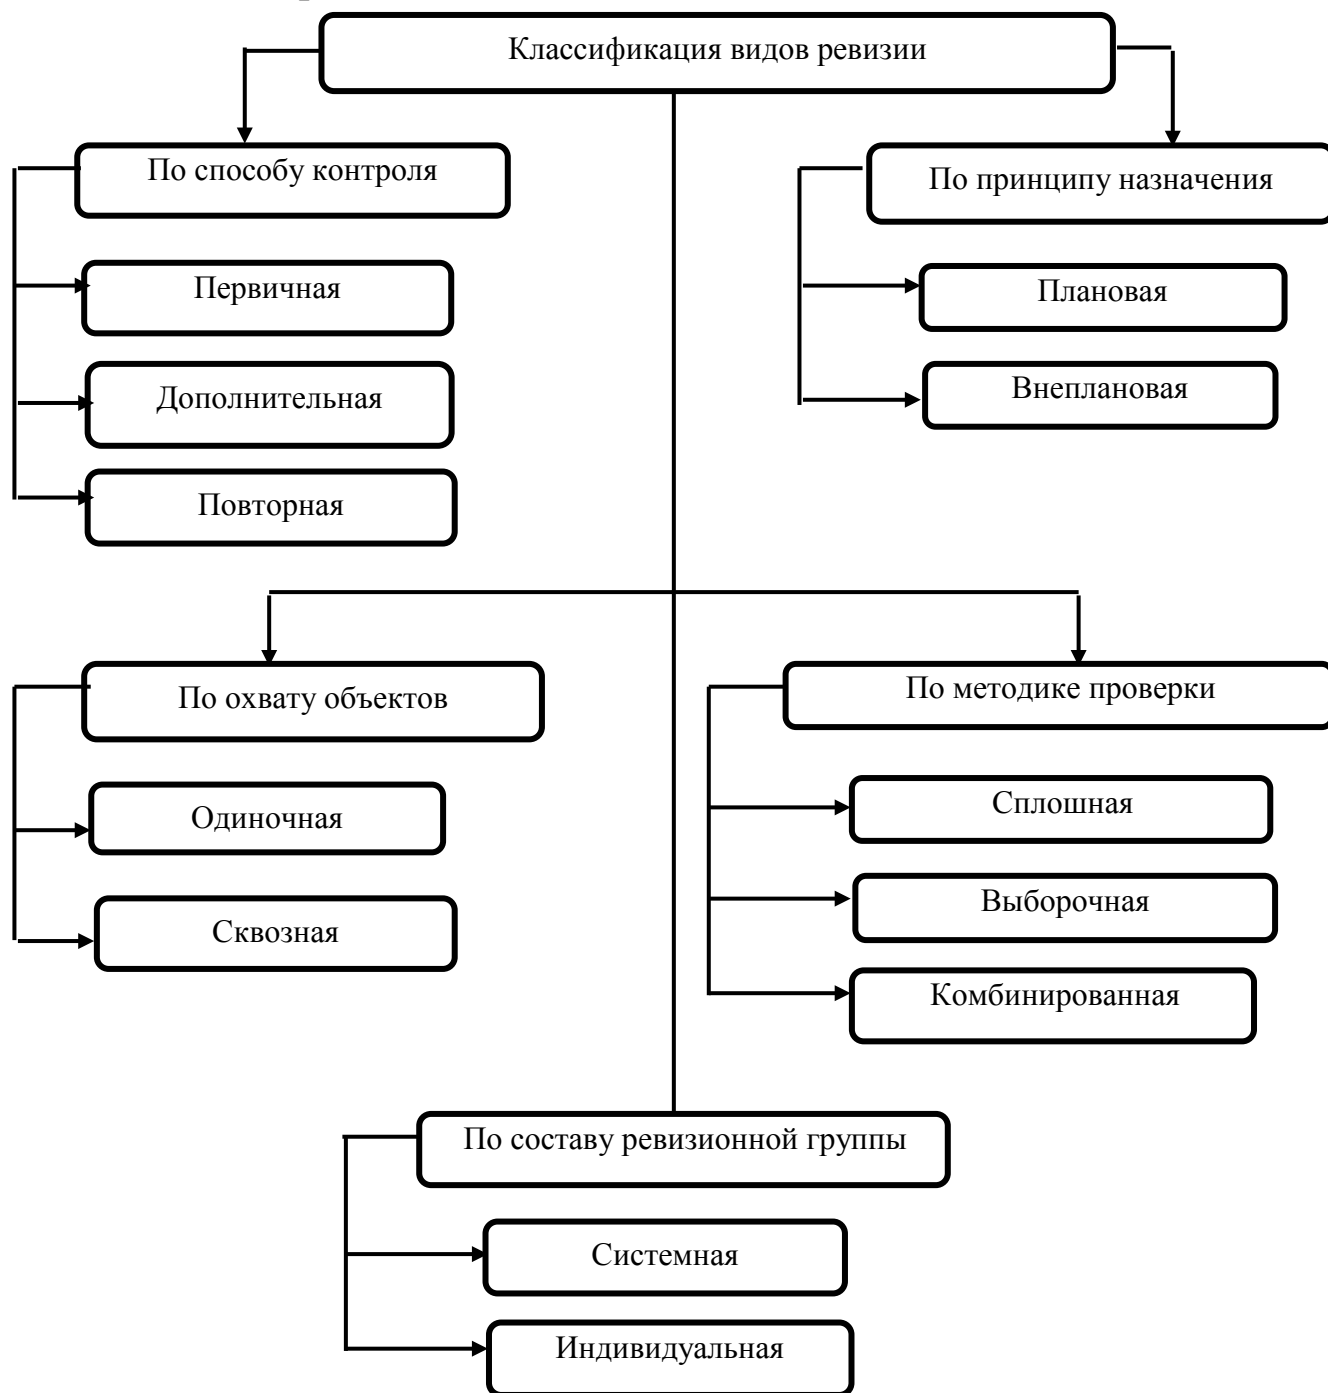 Классификация видов ревизии
По способу контроля
Первичная
Дополнительная
Повторная
По принципу назначения
Плановая
Внеплановая
По охвату объектов
Одиночная
Сквозная
По методике проверки
Сплошная
Выборочная
Комбинированная
По составу ревизионной группы
Системная
Индивидуальная